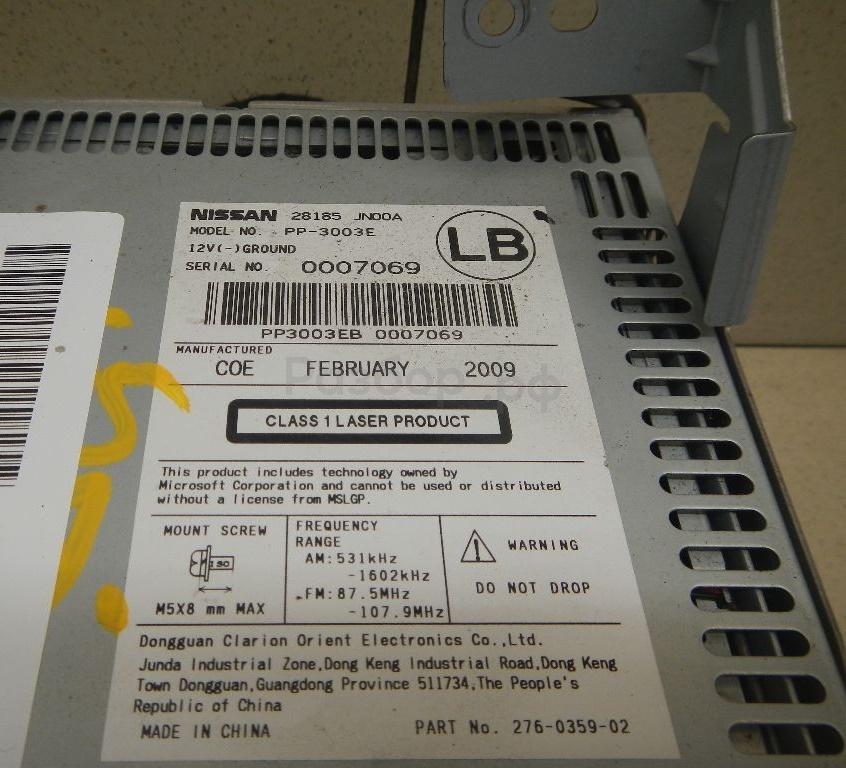 NISSAN 28185 JN00A
MODEL NO. PP-3003E
12V(-)GROUND
LB
SERIAL NO. 0007069
PP3003EB 0007069
MANUFACTURED
COE FEBRUARY 2009
Разбор.рф
CLASS 1 LASER PRODUCT
This product includes technology owned by
Microsoft Corporation and cannot be used or distributed
without a license from MSLGP.
MOUNT SCREW
ISO
M5X8 mm MAX
FREQUENCY
RANGE
AM:531kHz
-1602kHz
FM:87.5MHz
-107.9MHz
WARNING
DO NOT DROP
Dongguan Clarion Orient Electronics Co.,Ltd.
Junda Industrial Zone,Dong Keng Industrial Road,Dong Keng
Town Dongguan,Guangdong Province 511734,The People's
Republic of China
MADE IN CHINA
PART No. 276-0359-02